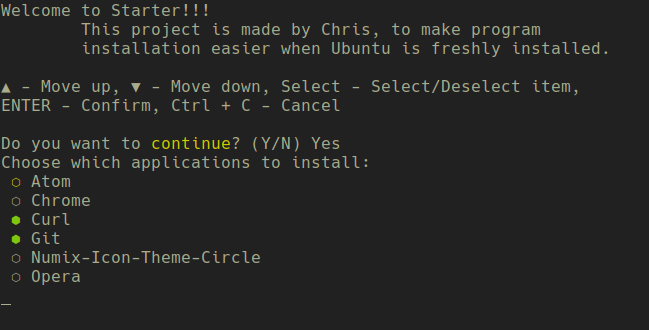 Welcome to Starter!!!
This project is made by Chris, to make program
installation easier when Ubuntu is freshly installed.
▲ - Move up, ▼ - Move down, Select - Select/Deselect item,
ENTER - Confirm, Ctrl + C - Cancel
Do you want to continue? (Y/N) Yes
Choose which applications to install:
⬡ Atom
⬡ Chrome
⬢ Curl
⬢ Git
⬡ Numix-Icon-Theme-Circle
⬡ Opera
_